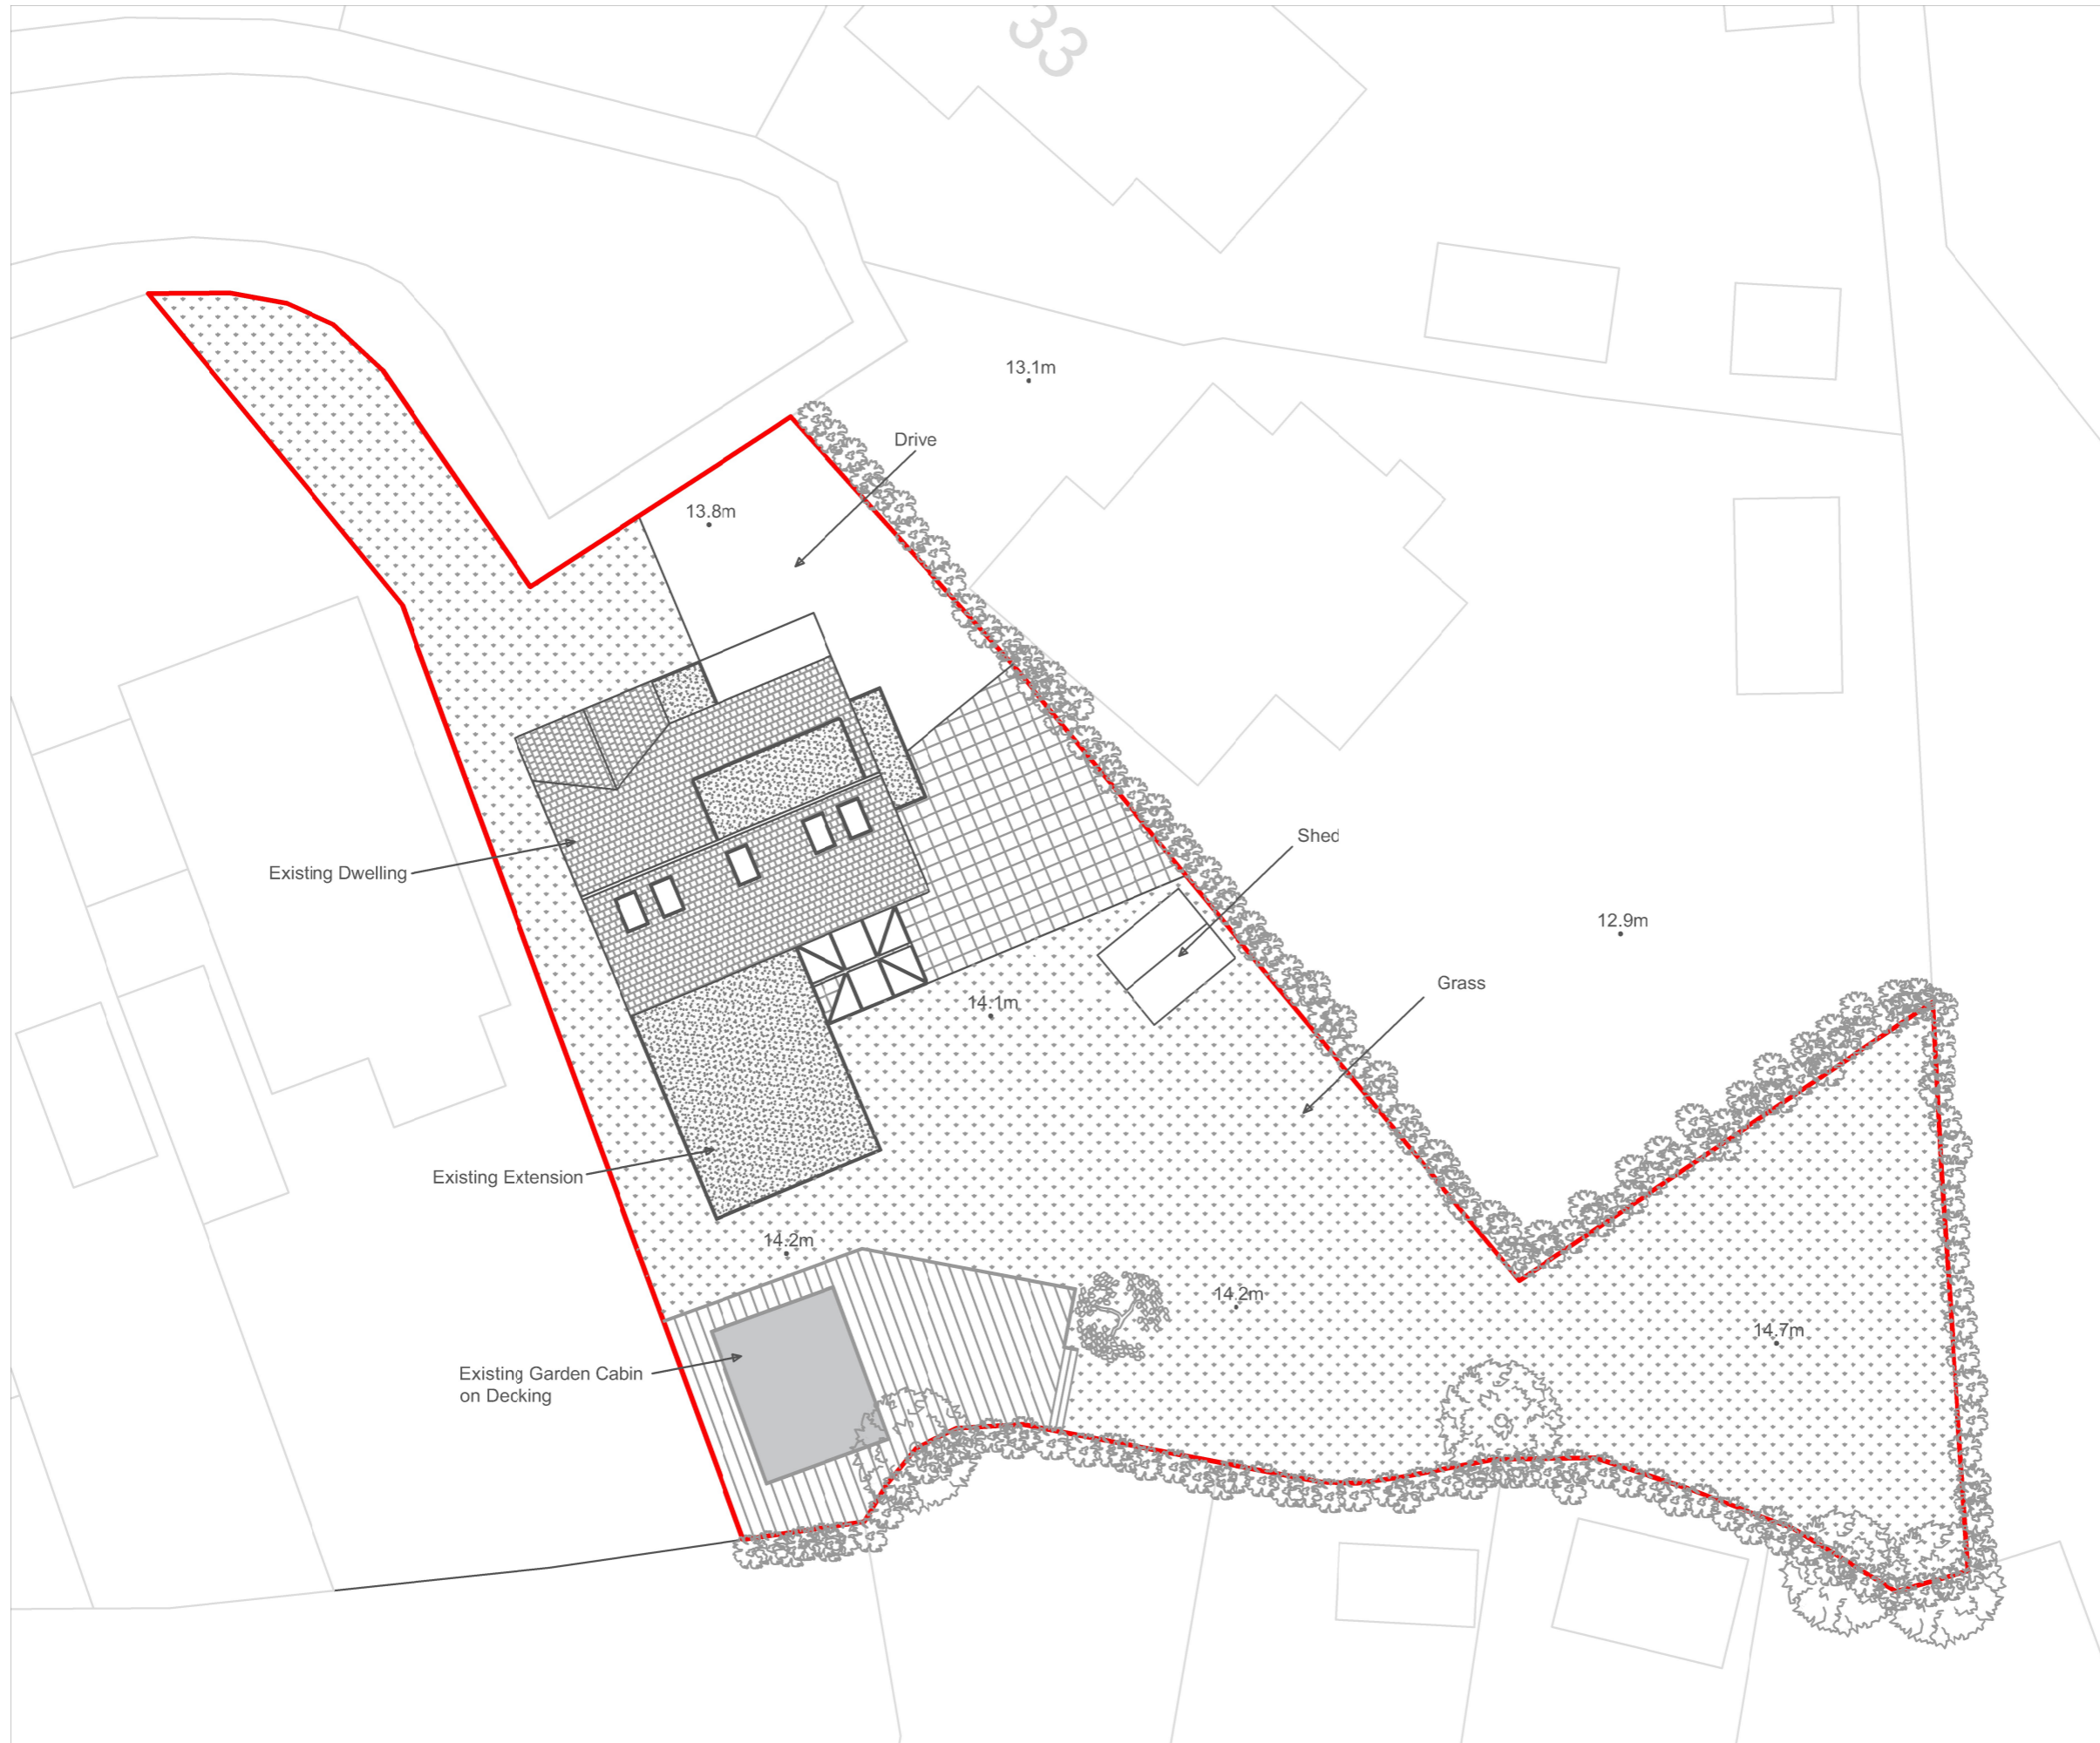 33
13.1m
Drive
13.8m
Shed
Existing Dwelling
12.9m
Grass
14.1m
Existing Extension
14.2m
14.2m
14.7m
Existing Garden Cabin
on Decking